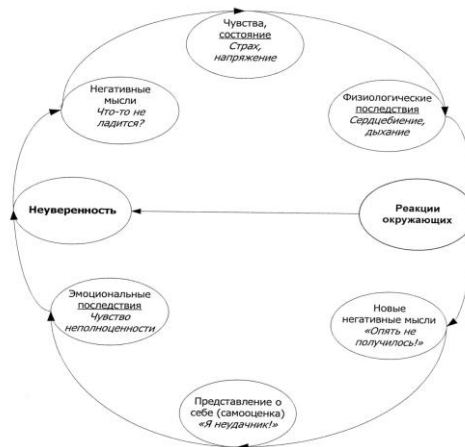 Чувства,
состояние
Страх,
напряжение
Негативные
мысли
Что-то не
ладится?
Физиологические
последствия
Сердцебиение,
дыхание
Неуверенность
Реакции
окружающих
Эмоциональные
последствия
Чувство
неполноценности
Новые
негативные мысли
«Опять не
получилось!»
Представление о
себе (самооценка)
«Я неудачник!»